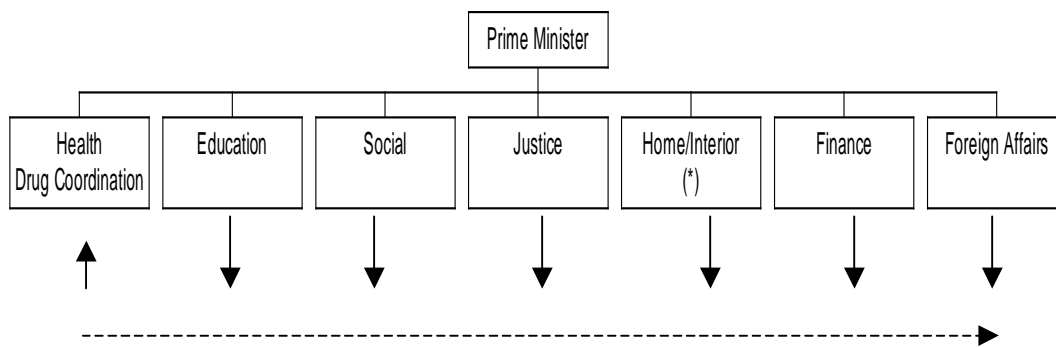 Prime Minister
Health
Drug Coordination
Education
Social
Justice
Home/Interior
(*)
Finance
Foreign Affairs